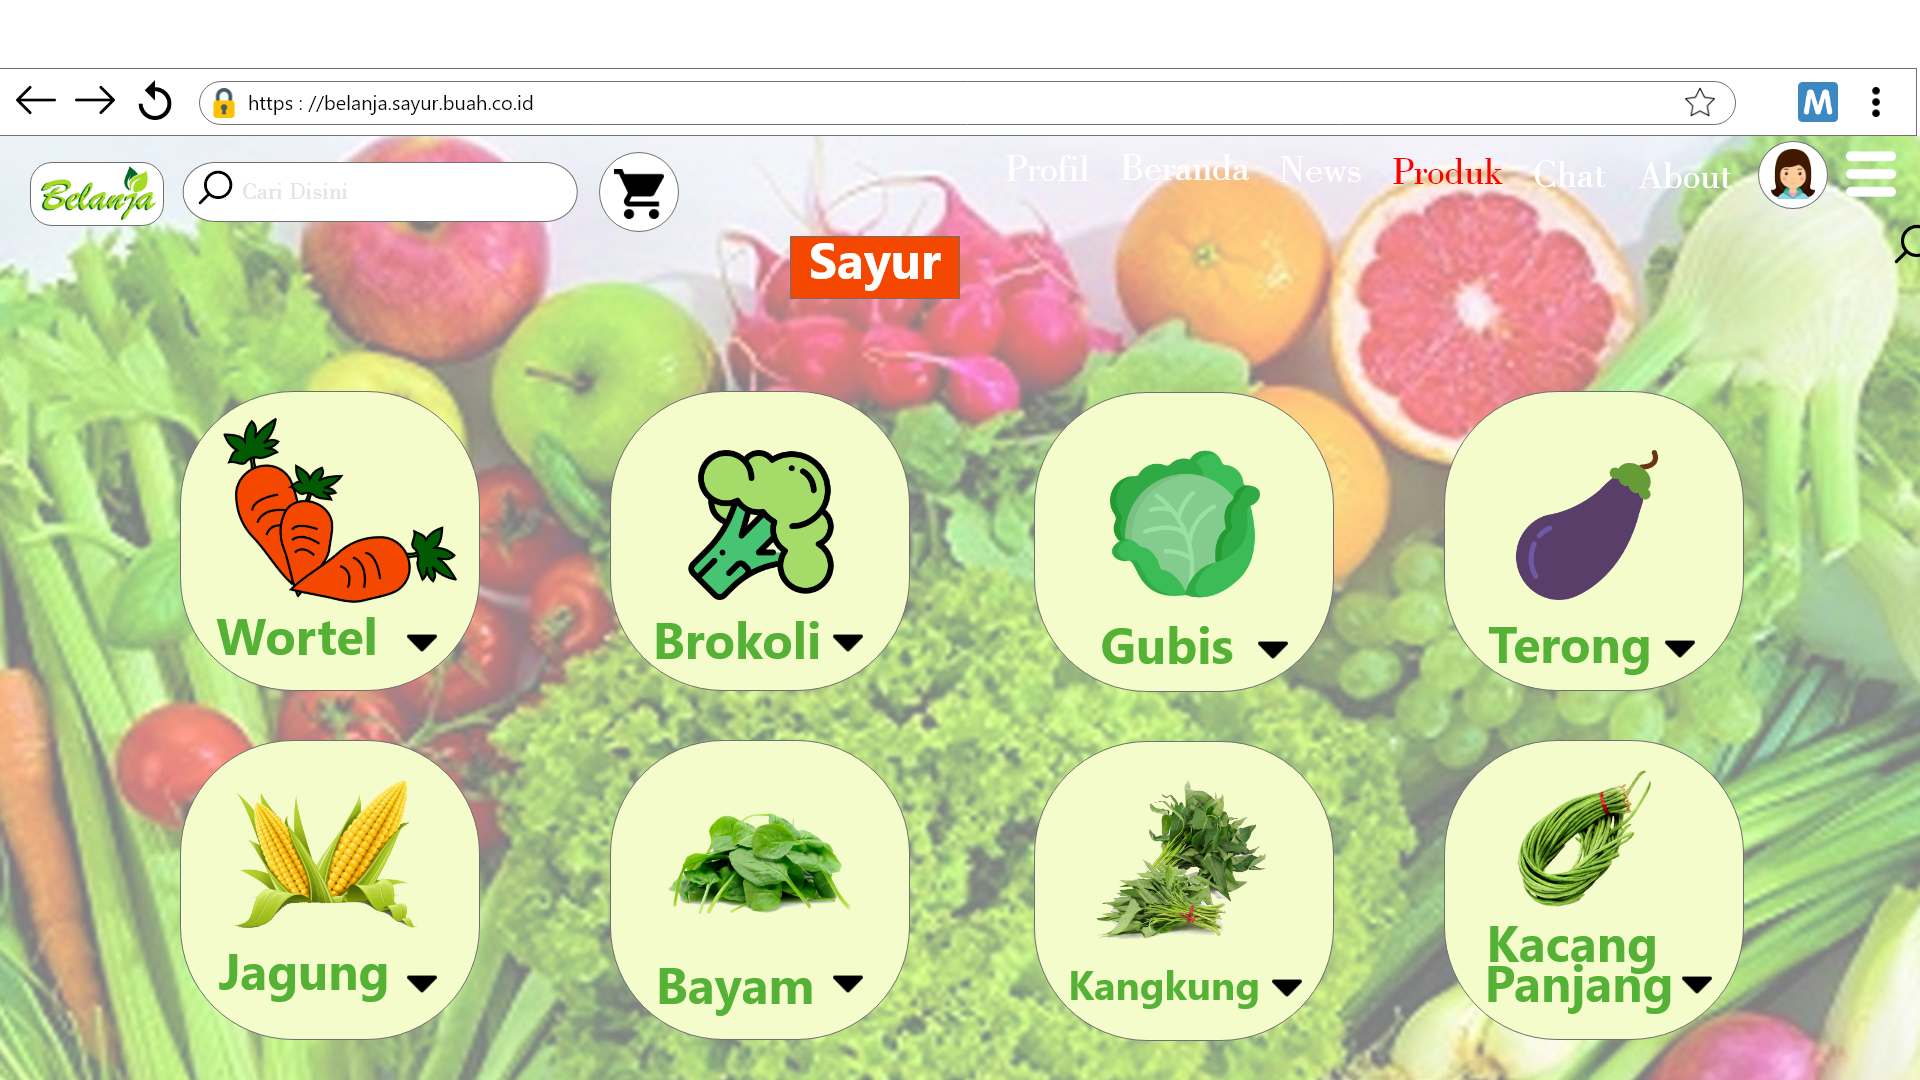 https : //belanja.sayur.buah.co.id
M
Belanja
Cari Disini
Profil
Beranda
News
Produk
Chat
About
Sayur
Wortel
Brokoli
Gubis
Terong
Jagung
Bayam
Kangkung
Kacang
Panjang